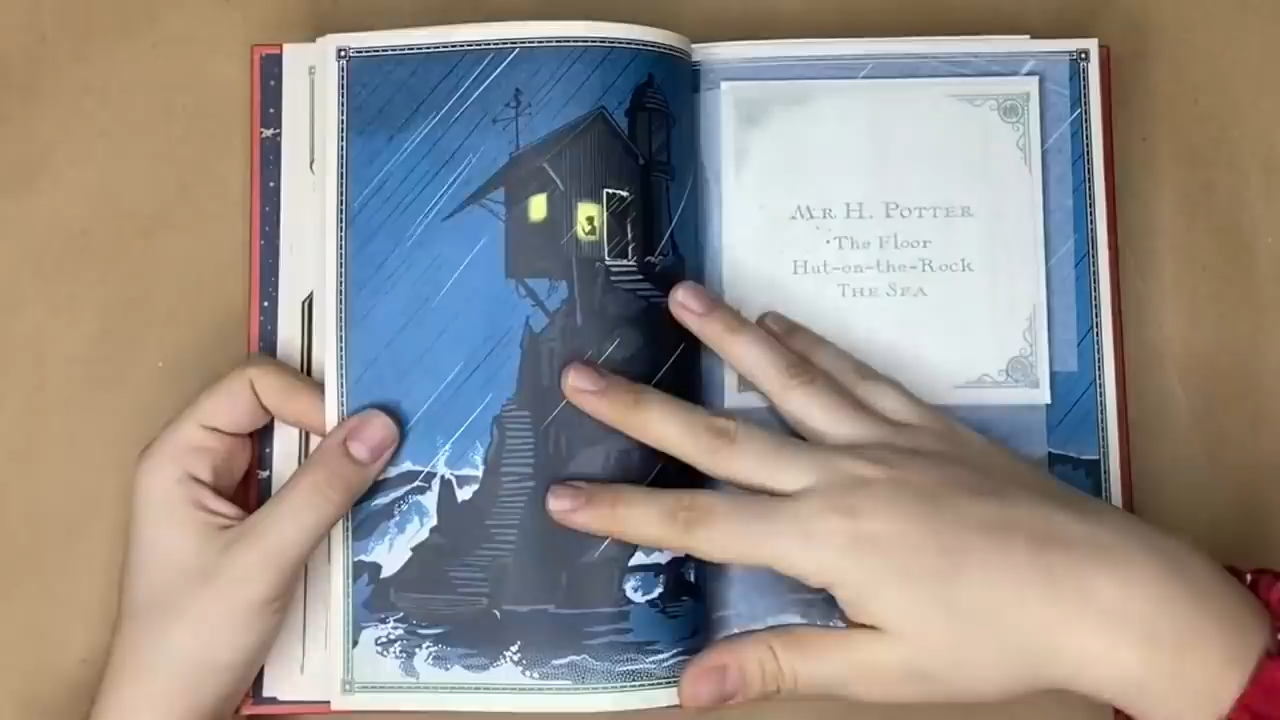 Mr H. Potter
The Floor
Hut-on-the-Rock
The Sea